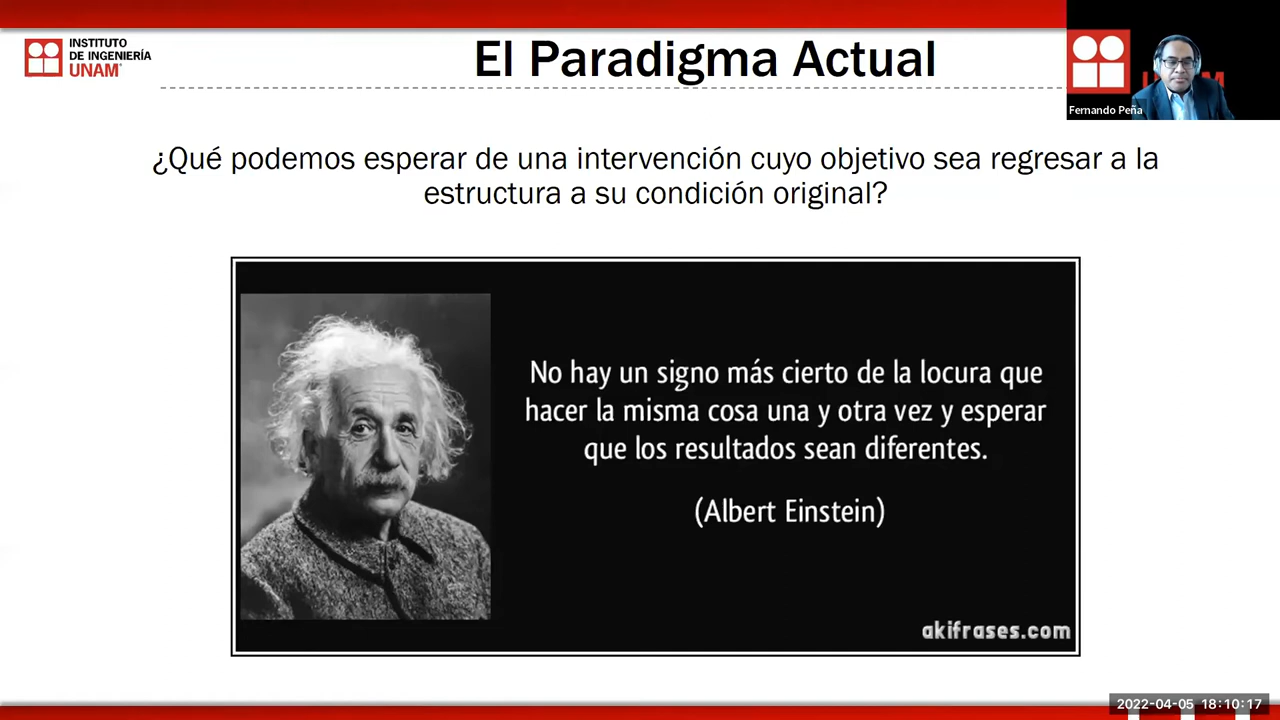 INSTITUTO
DE INGENIERÍA
UNAM
El Paradigma Actual
UNAM
Fernando Peña
¿Qué podemos esperar de una intervención cuyo objetivo sea regresar a la
estructura a su condición original?
No hay un signo más cierto de la locura que
hacer la misma cosa una y otra vez y esperar
que los resultados sean diferentes.
(Albert Einstein)
akifrases.com
2022-04-05 18:10:17